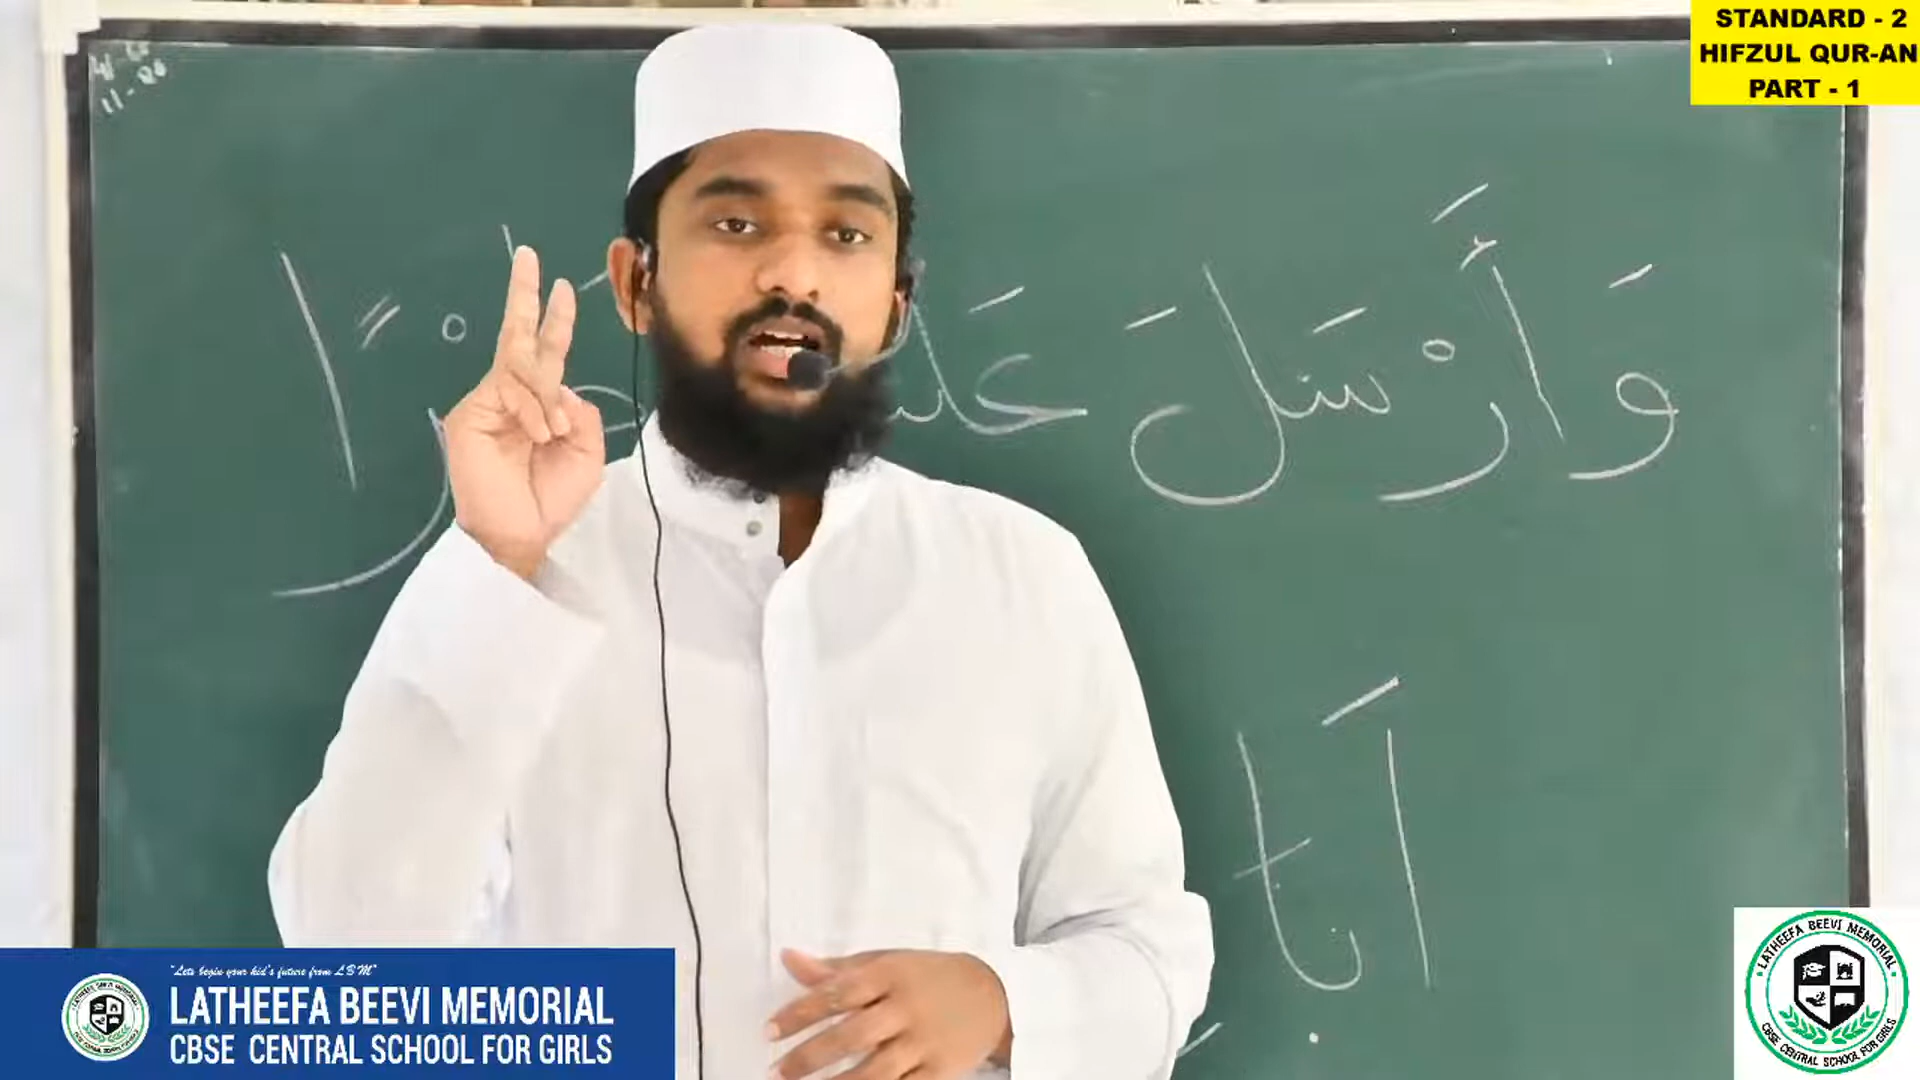 STANDARD - 2
HIFZUL QUR-AN
PART - 1
وَأَرْسَلَ
أَبَا
"Lets begin your kid's future from LBM"
LATHEEFA BEEVI MEMORIAL
CBSE CENTRAL SCHOOL FOR GIRLS
LATHEEFA BEEVI MEMORIAL
CBSE CENTRAL SCHOOL FOR GIRLS